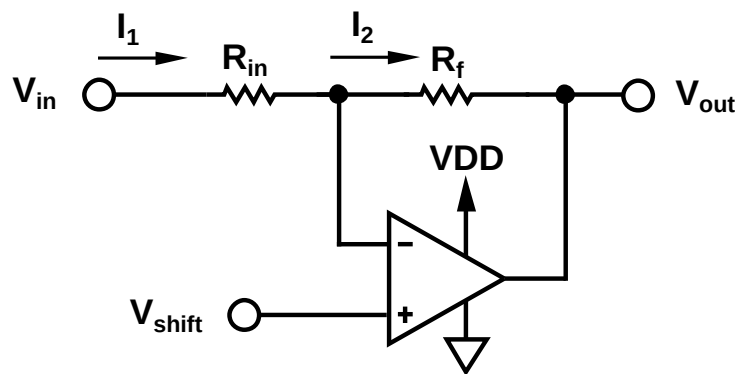 I1
I2
Rin
Rf
Vin
Vout
VDD
−
Vshift
+